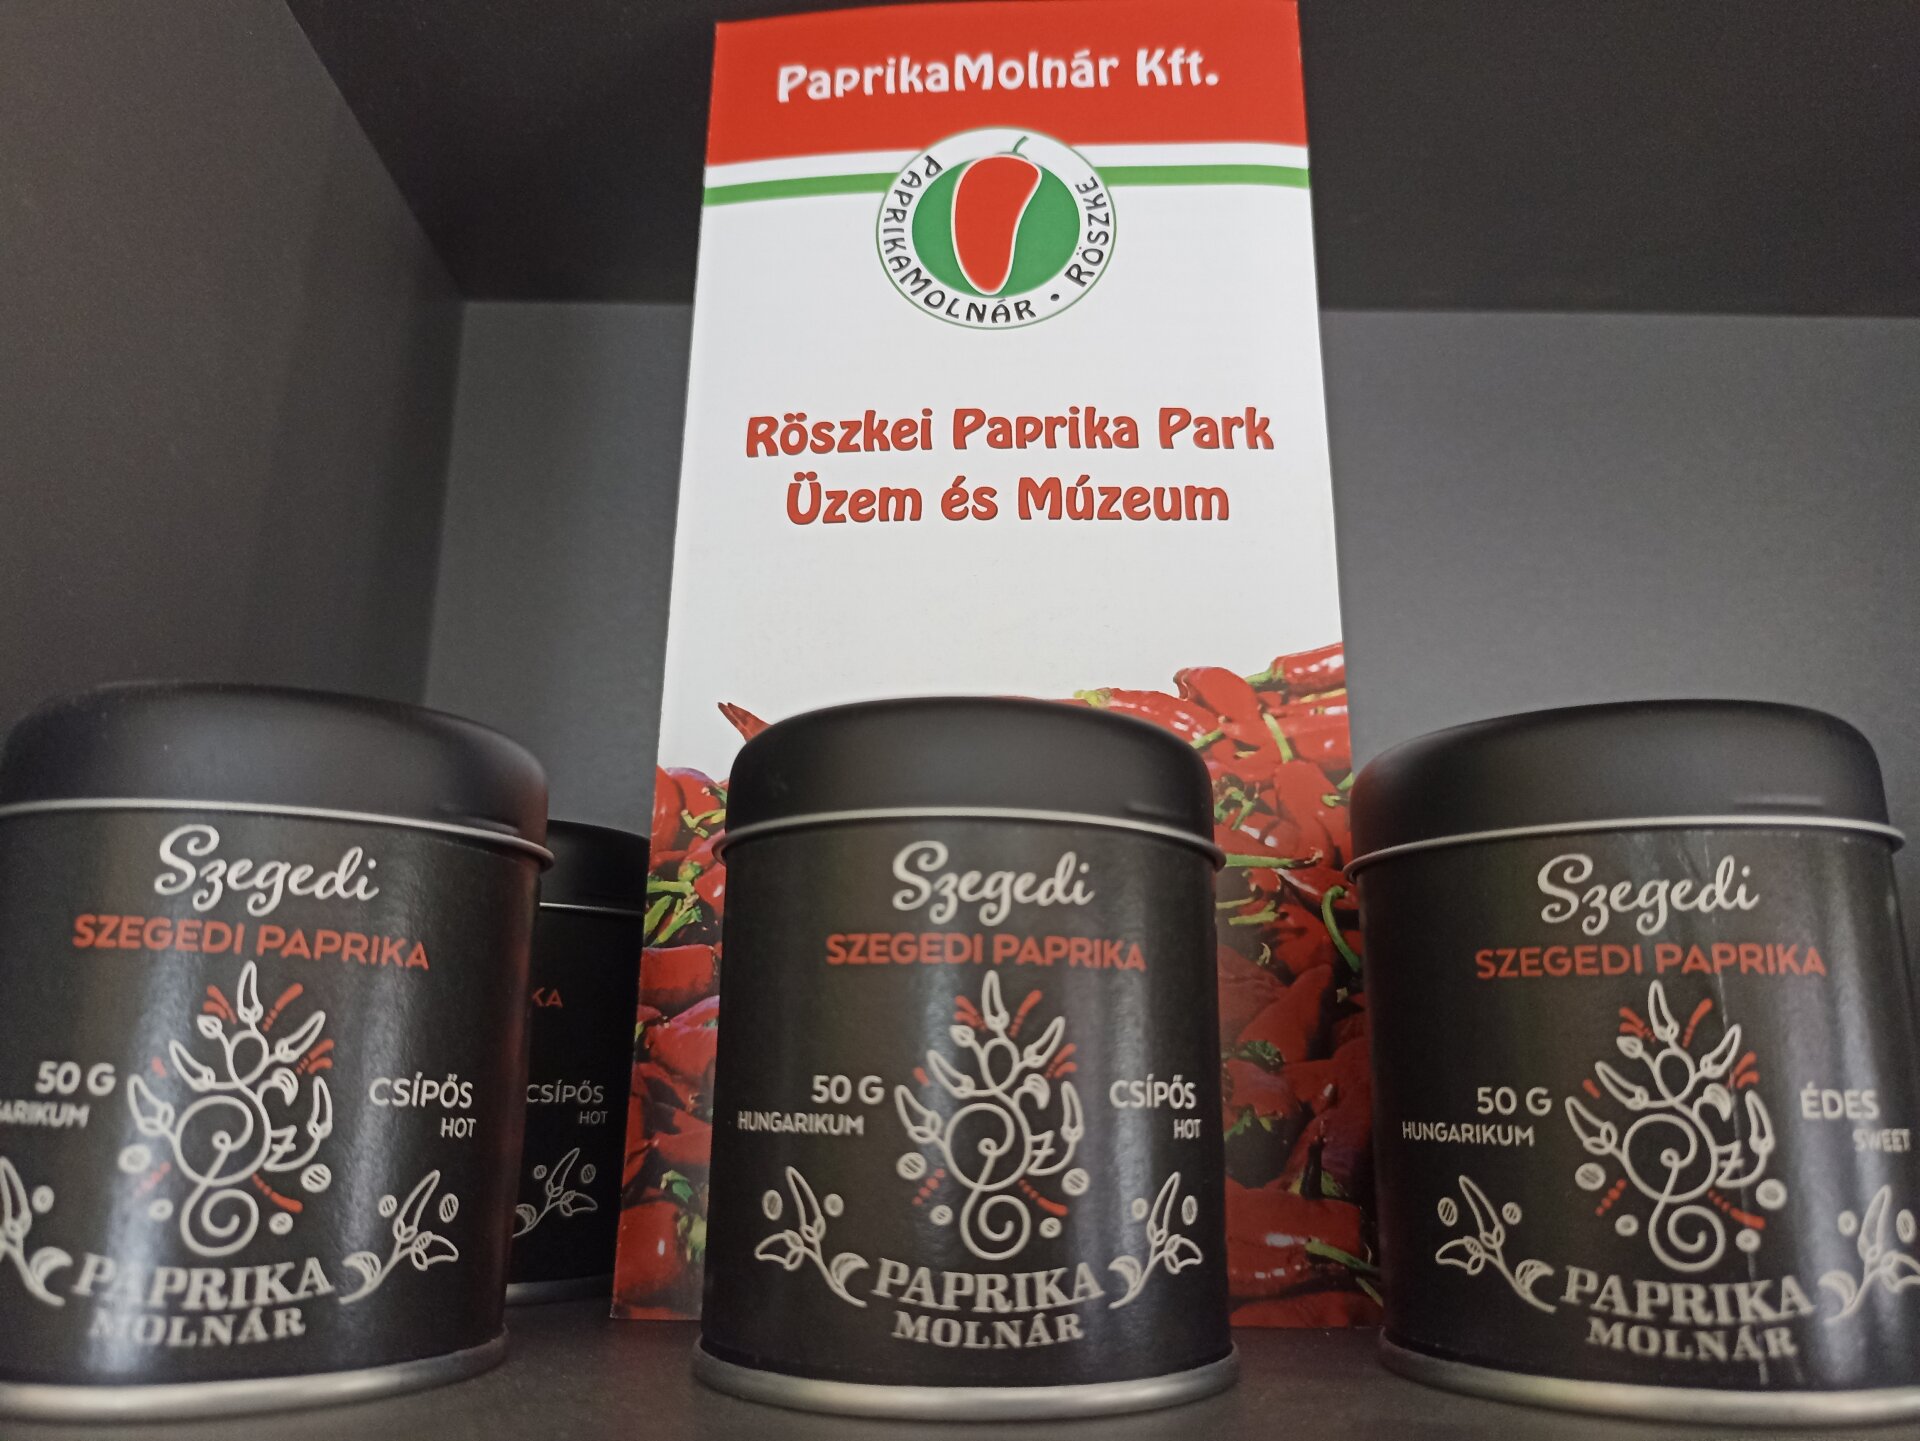 PaprikaMolnár Kft.
PAPRIKAMOLNÁR • RÖSZKE
Röszkei Paprika Park
Üzem és Múzeum
Szegedi
SZEGEDI PAPRIKA
50 G
ARIKUM
CSÍPŐS
HOT
PAPRIKA
MOLNÁR
KA
CSÍPŐS
HOT
Szegedi
SZEGEDI PAPRIKA
50 G
HUNGARIKUM
CSÍPŐS
HOT
PAPRIKA
MOLNÁR
Szegedi
SZEGEDI PAPRIKA
50 G
HUNGARIKUM
ÉDES
SWEET
PAPRIKA
MOLNÁR